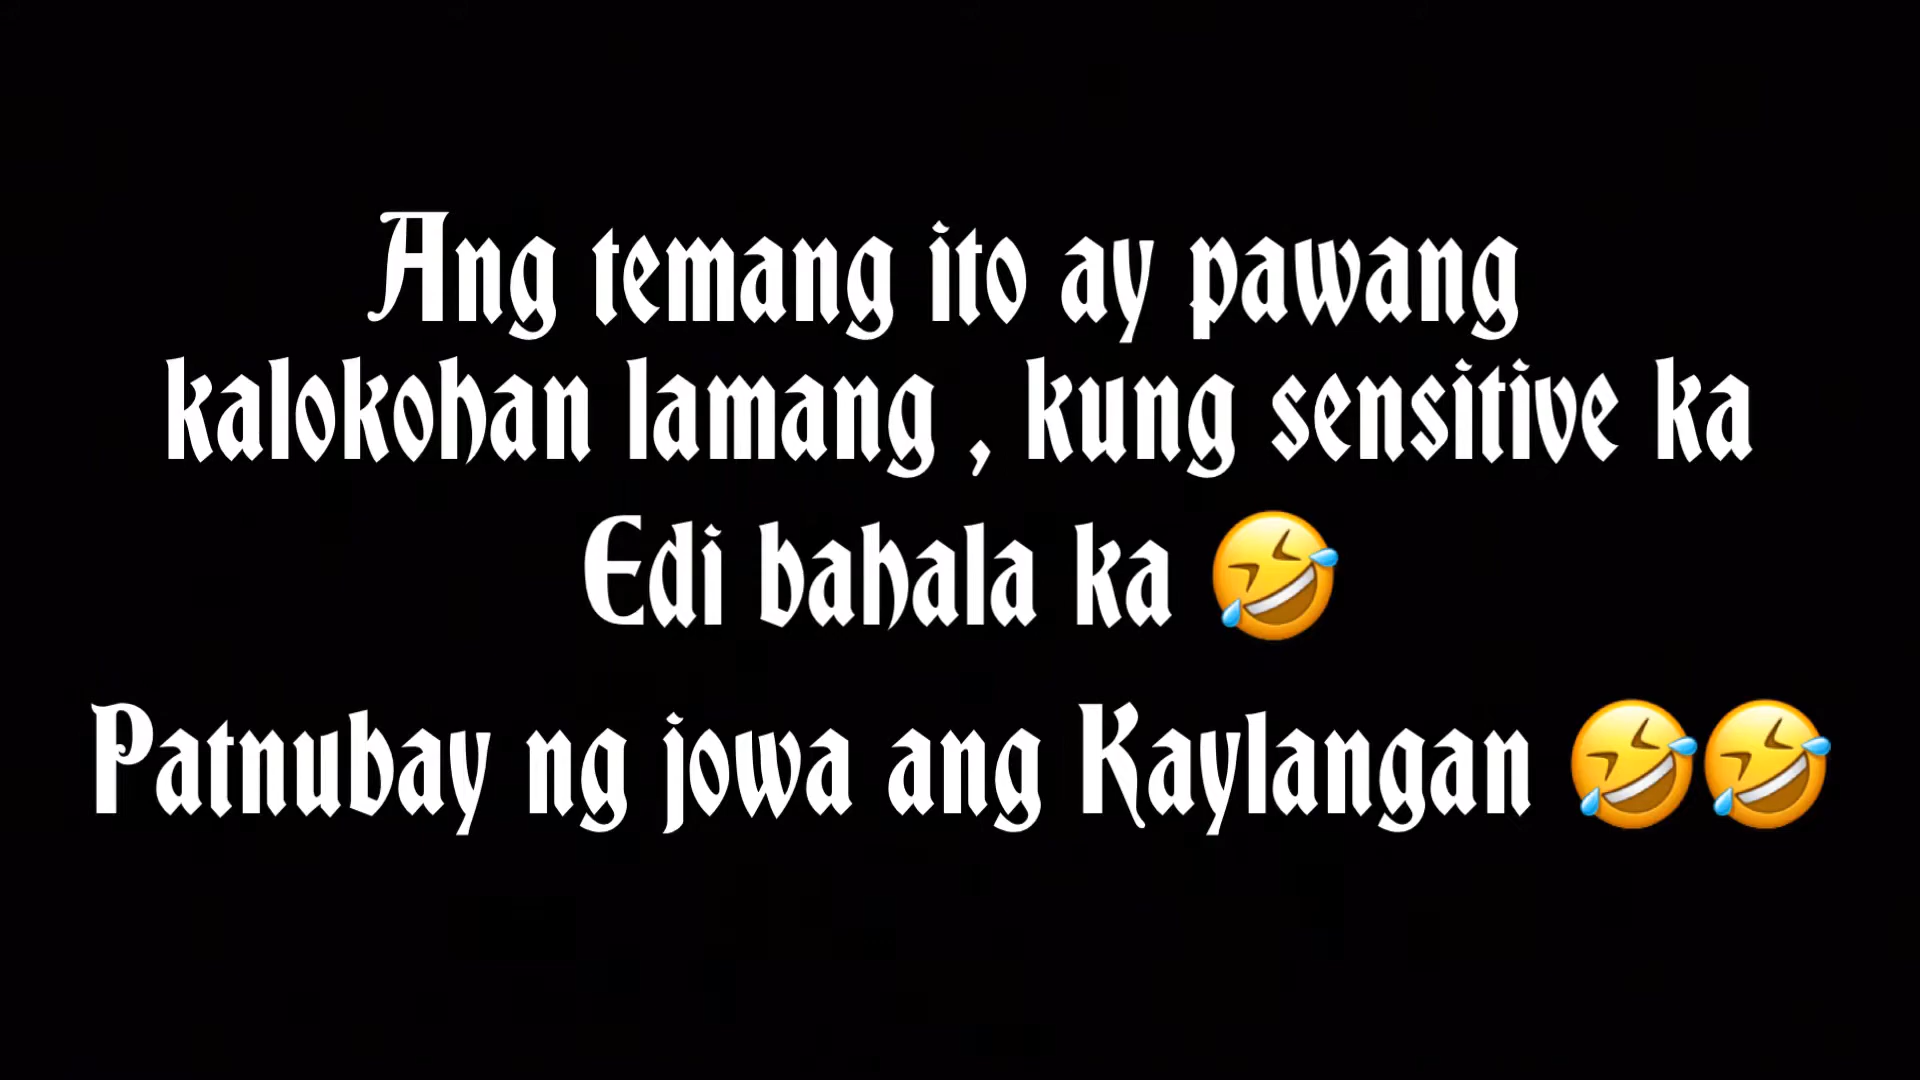 Ang temang ito ay pawang
kalokohan lamang , kung sensitive ka
Edi bahala ka 🤣
Patnubay ng jowa ang Kaylangan 🤣🤣